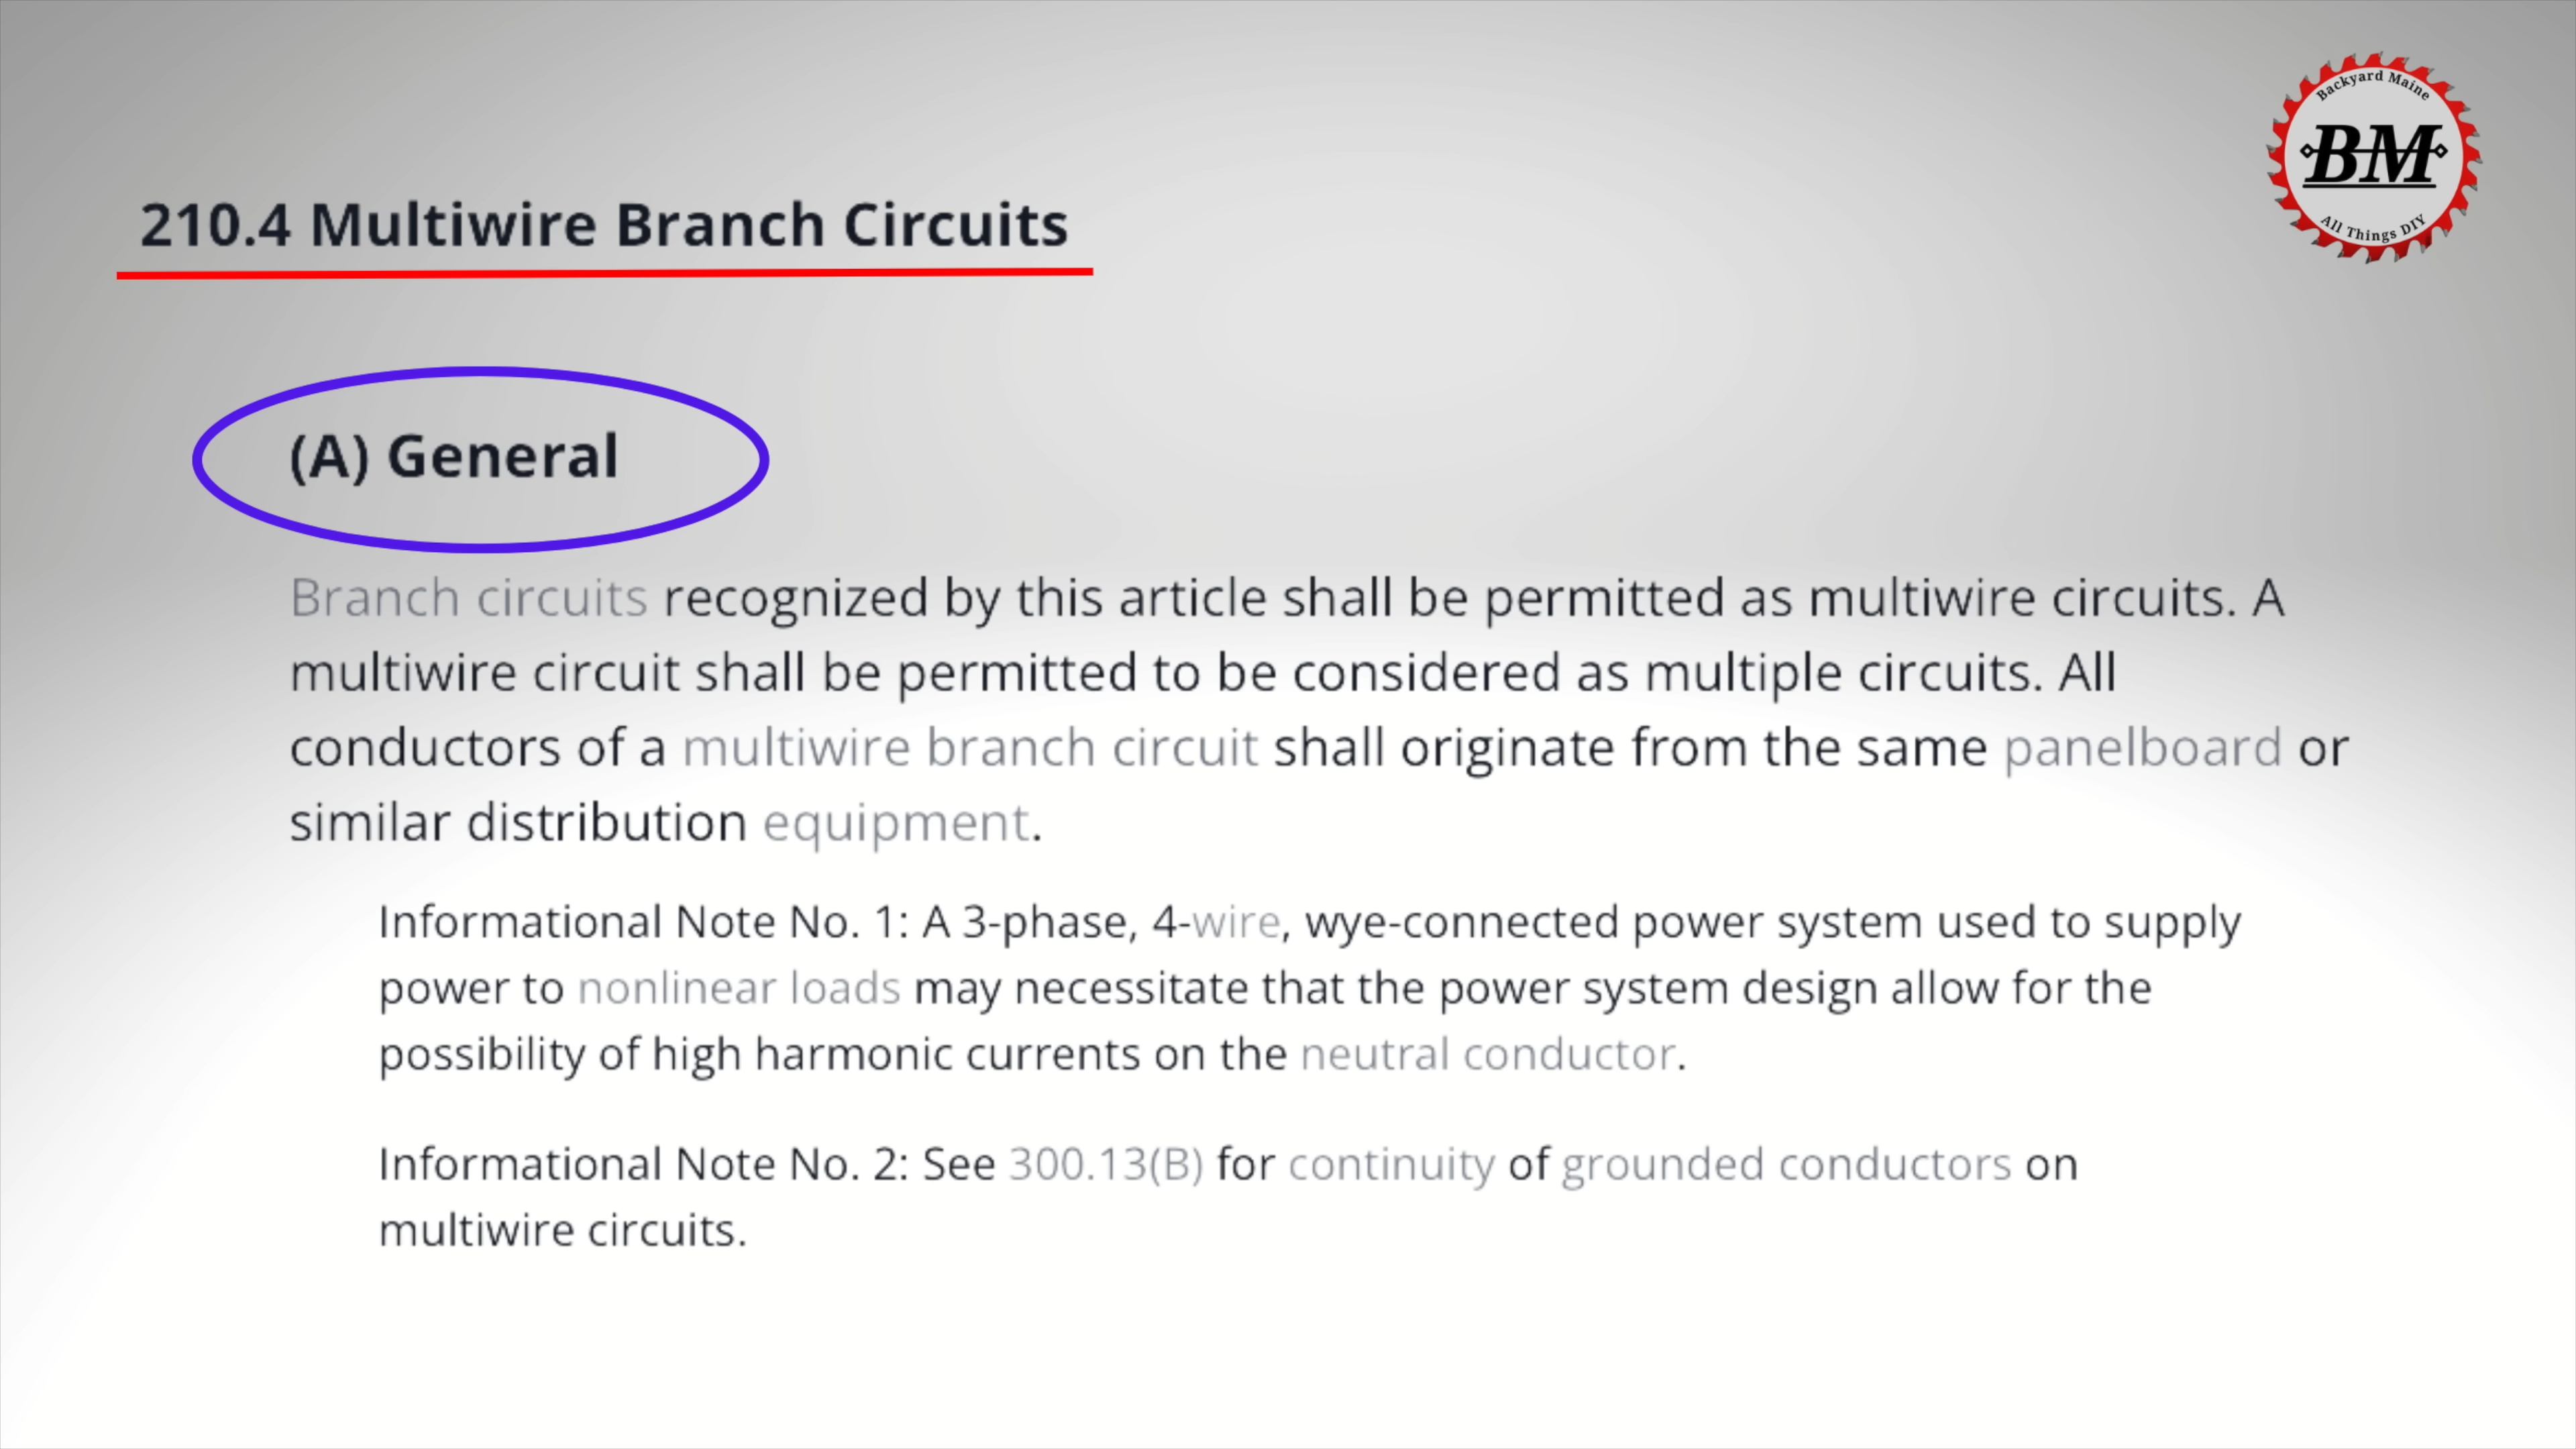 Backyard Maine
BM
All Things DIY
210.4 Multiwire Branch Circuits
(A) General
Branch circuits recognized by this article shall be permitted as multiwire circuits. A
multiwire circuit shall be permitted to be considered as multiple circuits. All
conductors of a multiwire branch circuit shall originate from the same panelboard or
similar distribution equipment.
Informational Note No. 1: A 3-phase, 4-wire, wye-connected power system used to supply
power to nonlinear loads may necessitate that the power system design allow for the
possibility of high harmonic currents on the neutral conductor.
Informational Note No. 2: See 300.13(B) for continuity of grounded conductors on
multiwire circuits.